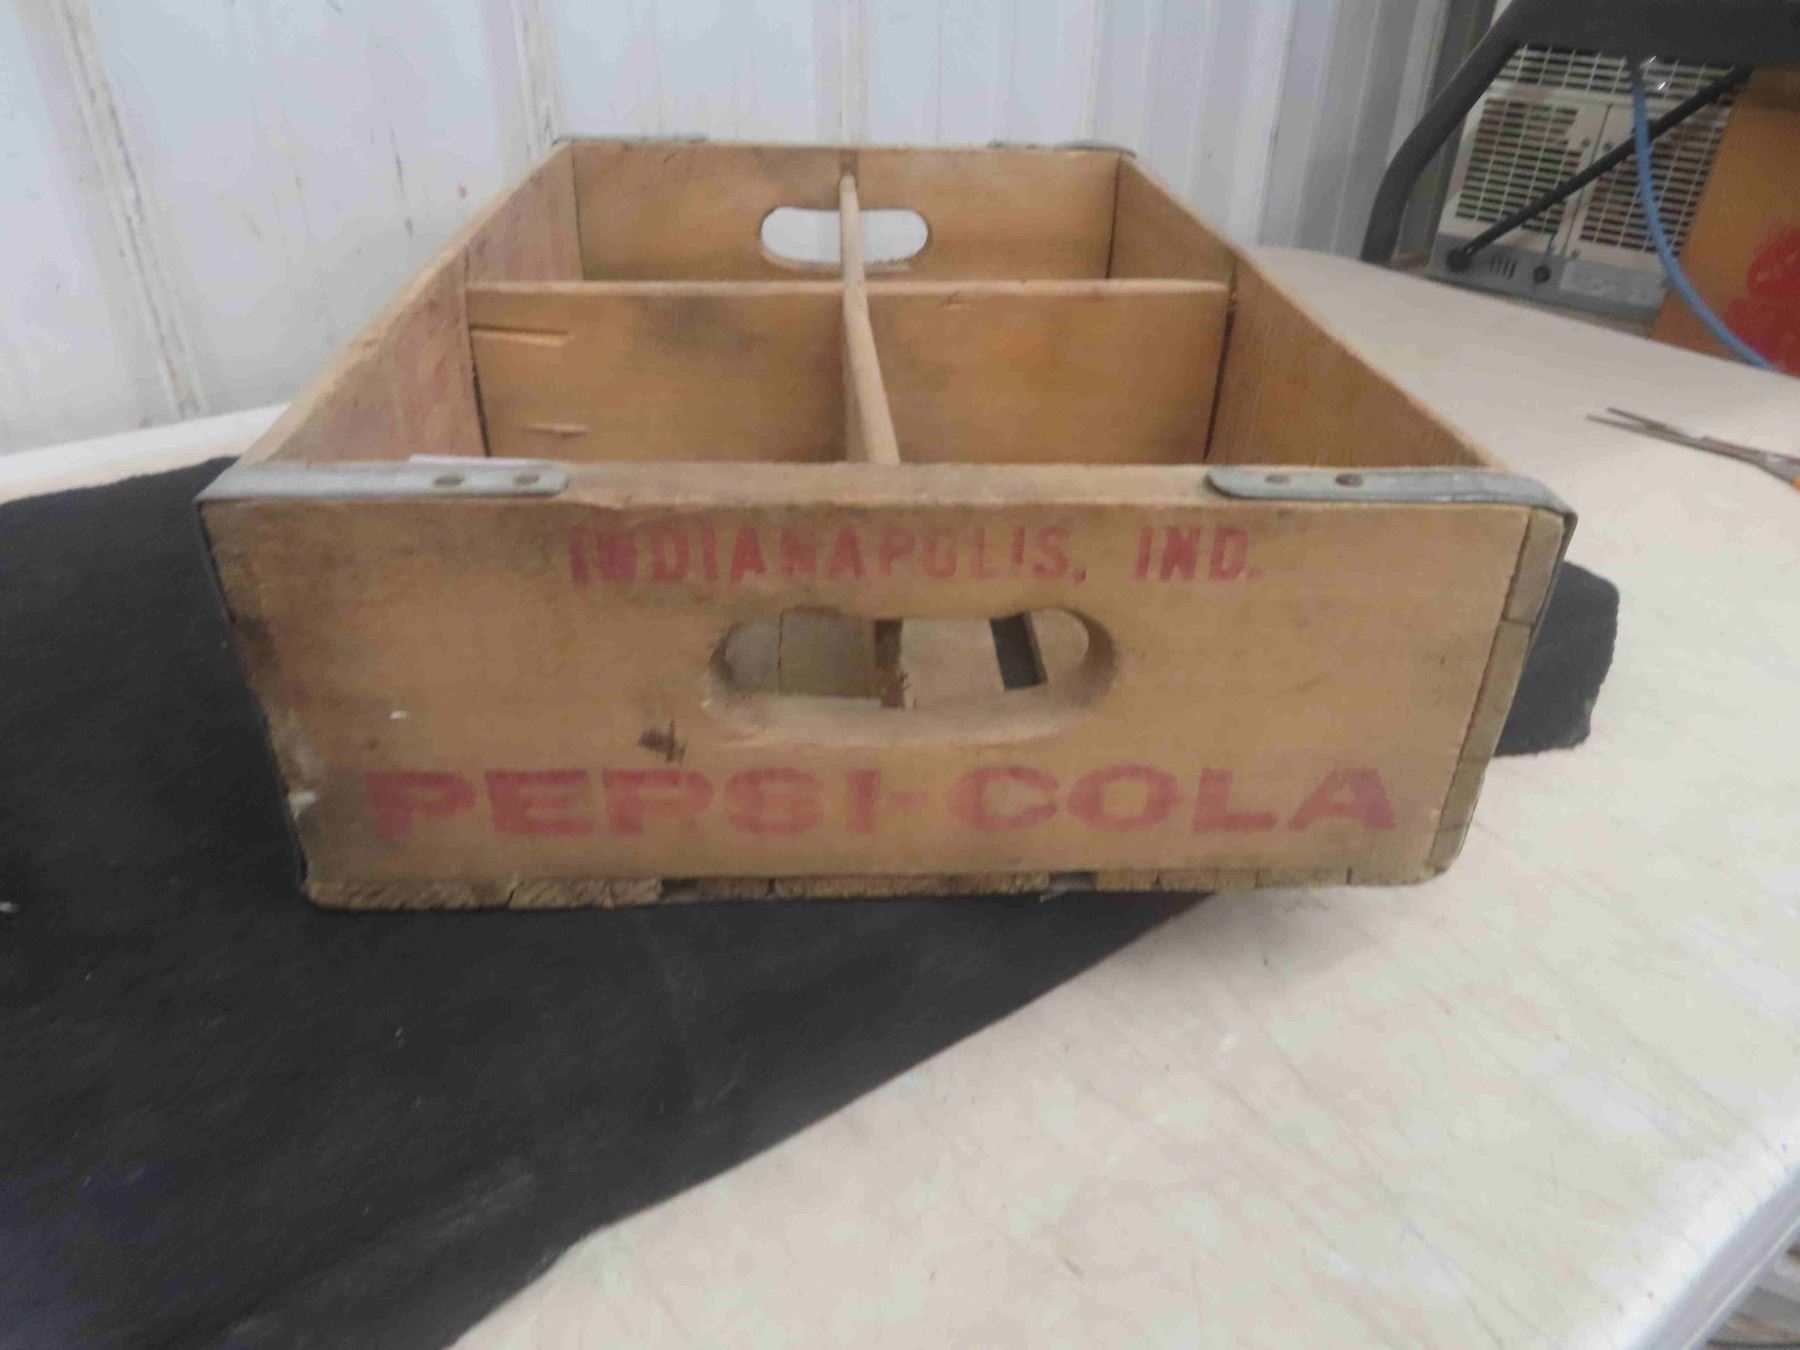 INDIANAPOLIS, IND.
PEPSI-COLA